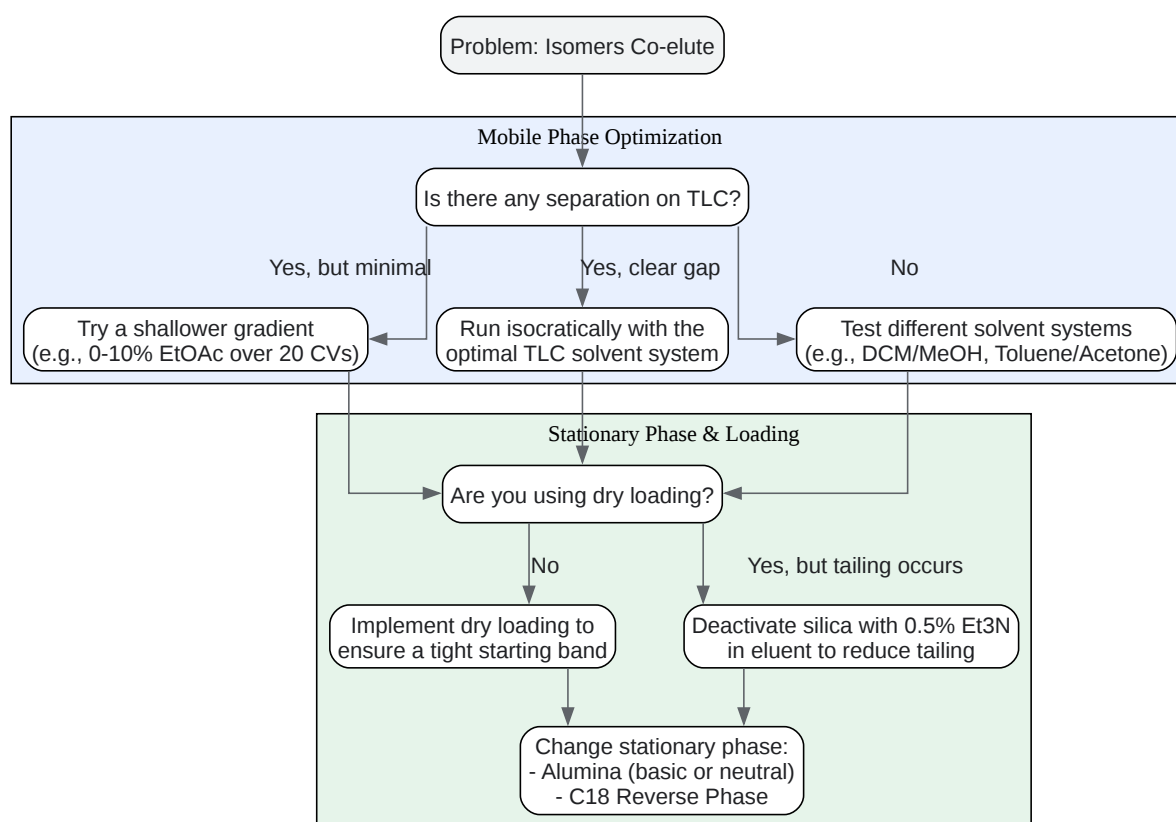 Problem: Isomers Co-elute
Mobile Phase Optimization
Is there any separation on TLC?
Yes, but minimal
Yes, clear gap
No
Try a shallower gradient
(e.g., 0-10% EtOAc over 20 CVs)
Run isocratically with the
optimal TLC solvent system
Test different solvent systems
(e.g., DCM/MeOH, Toluene/Acetone)
Stationary Phase & Loading
Are you using dry loading?
No
Yes, but tailing occurs
Implement dry loading to
ensure a tight starting band
Deactivate silica with 0.5% Et3N
in eluent to reduce tailing
Change stationary phase:
- Alumina (basic or neutral)
- C18 Reverse Phase